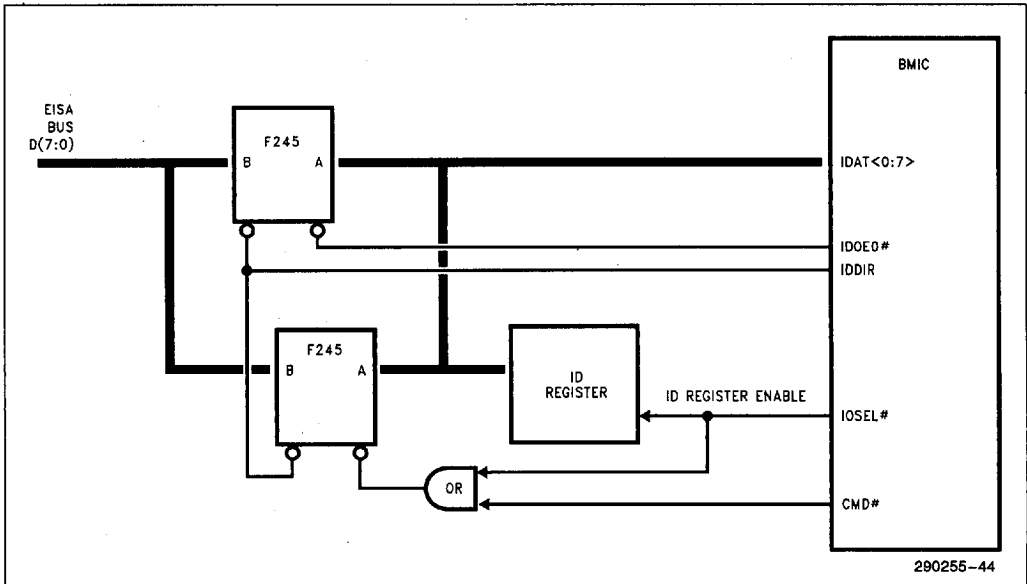 BMIC
EISA
BUS
D(7:0)
F245
B A
IDAT<0:7>
IDOE0#
IDDIR
F245
B A
ID
REGISTER
ID REGISTER ENABLE
IOSEL#
OR
CMD#
290255-44